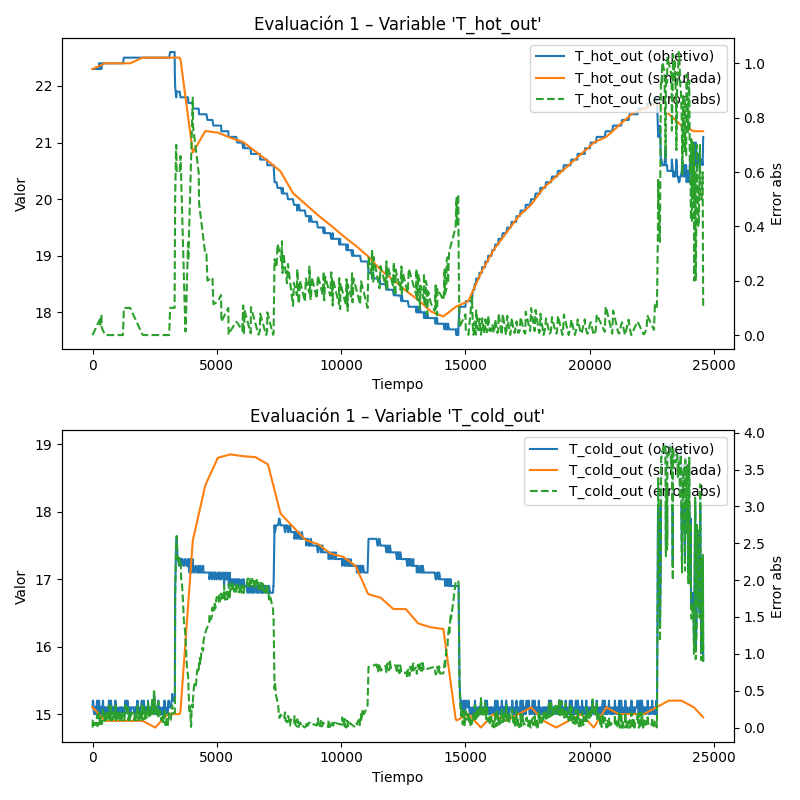 Evaluación 1 – Variable 'T_hot_out'
T_hot_out (objetivo)
T_hot_out (simulada)
T_hot_out (error abs)
22
21
20
19
18
Valor
1.0
0.8
0.6
0.4
0.2
0.0
Error abs
0 5000 10000 15000 20000 25000
Tiempo
Evaluación 1 – Variable 'T_cold_out'
T_cold_out (objetivo)
T_cold_out (simulada)
T_cold_out (error abs)
19
18
17
16
15
Valor
4.0
3.5
3.0
2.5
2.0
1.5
1.0
0.5
0.0
Error abs
0 5000 10000 15000 20000 25000
Tiempo